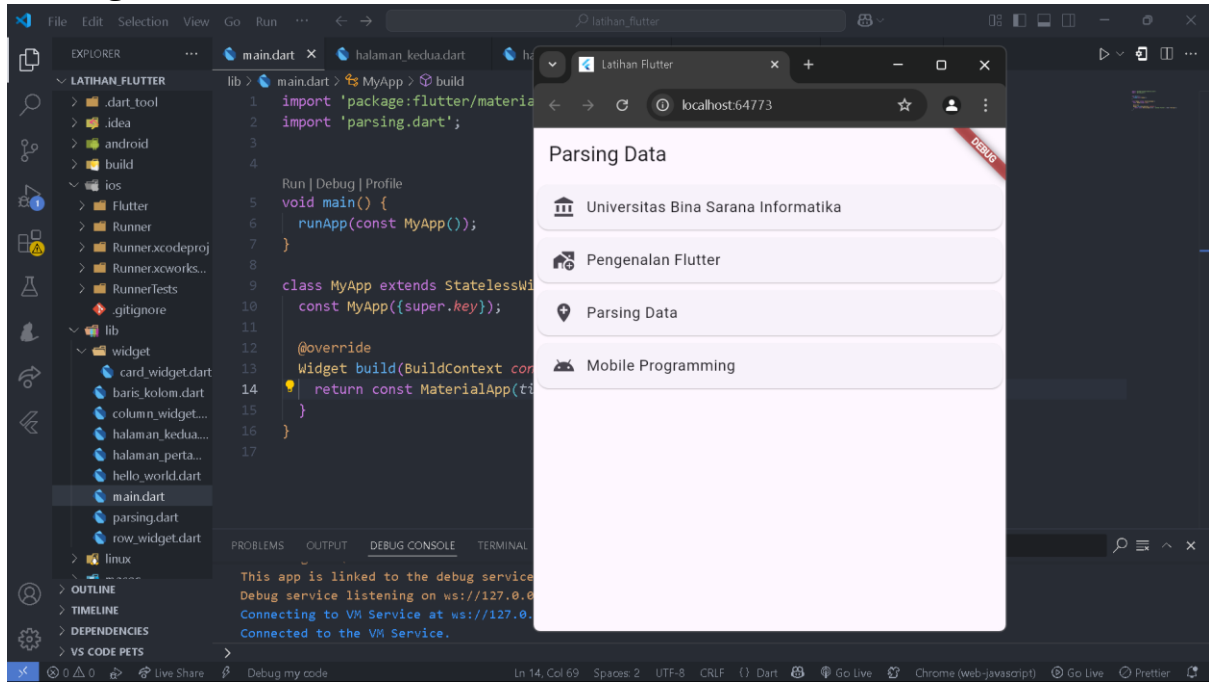 File Edit Selection View Go Run ··· latihan_flutter
EXPLORER ···
LATIHAN_FLUTTER
.dart_tool
.idea
android
build
ios
Flutter
Runner
Runner.xcodeproj
Runner.xcworks...
RunnerTests
.gitignore
lib
widget
card_widget.dart
baris_kolom.dart
column_widget....
halaman_kedua....
halaman_perta...
hello_world.dart
main.dart
parsing.dart
row_widget.dart
linux
OUTLINE
TIMELINE
DEPENDENCIES
VS CODE PETS
main.dart halaman_kedua.dart
lib > main.dart > MyApp > build
1 import 'package:flutter/materia
2 import 'parsing.dart';
3
4
Run | Debug | Profile
5 void main() {
6 runApp(const MyApp());
7 }
8
9 class MyApp extends StatelessWi
10 const MyApp({super.key});
11
12 @override
13 Widget build(BuildContext con
14 return const MaterialApp(ti
15 }
16 }
17
PROBLEMS OUTPUT DEBUG CONSOLE TERMINAL
This app is linked to the debug service
Debug service listening on ws://127.0.0
Connecting to VM Service at ws://127.0.
Connected to the VM Service.
>
Latihan Flutter
localhost:64773
Parsing Data
DEBUG
Universitas Bina Sarana Informatika
Pengenalan Flutter
Parsing Data
Mobile Programming
0 0 Live Share Debug my code Ln 14, Col 69 Spaces: 2 UTF-8 CRLF {} Dart Go Live Chrome (web-javascript) Go Live Prettier